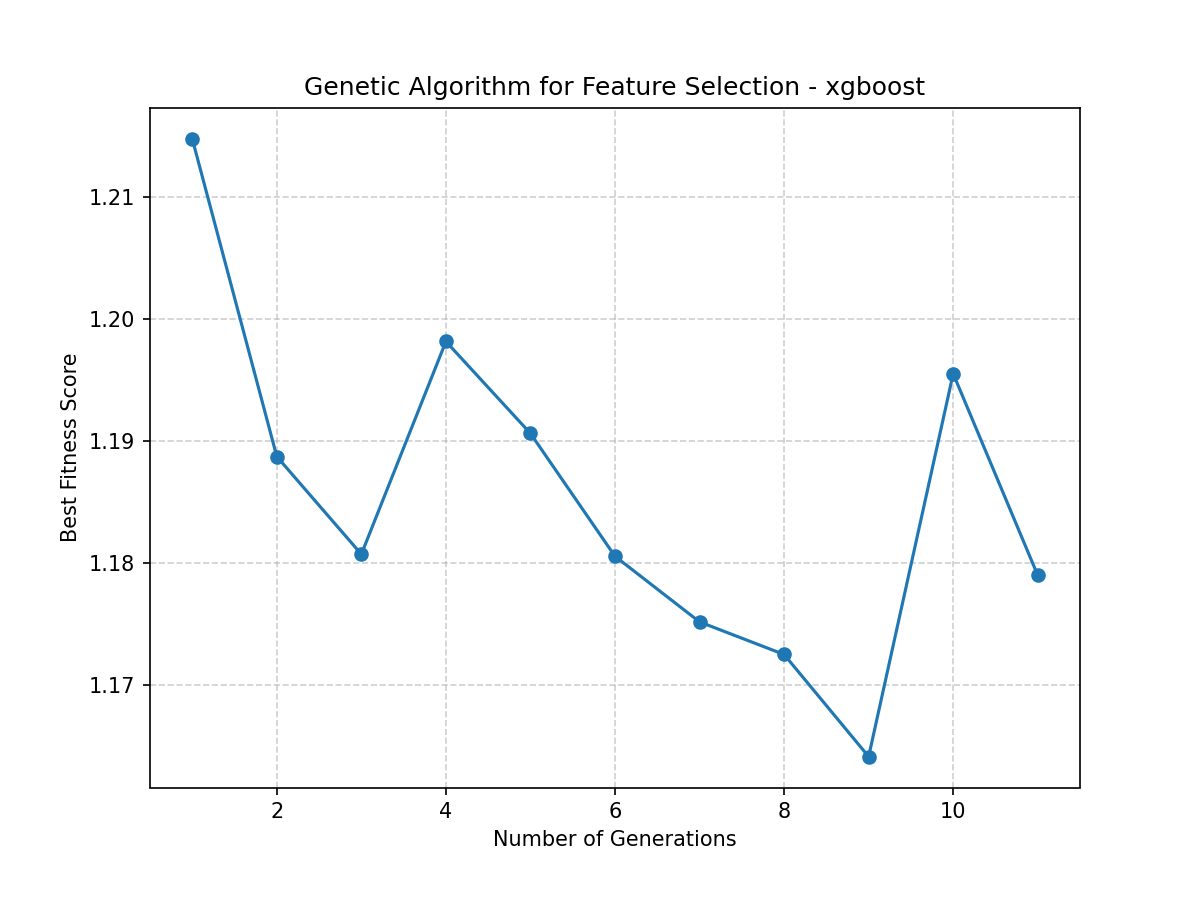 Genetic Algorithm for Feature Selection - xgboost
1.21
1.20
1.19
1.18
1.17
Best Fitness Score
2 4 6 8 10
Number of Generations